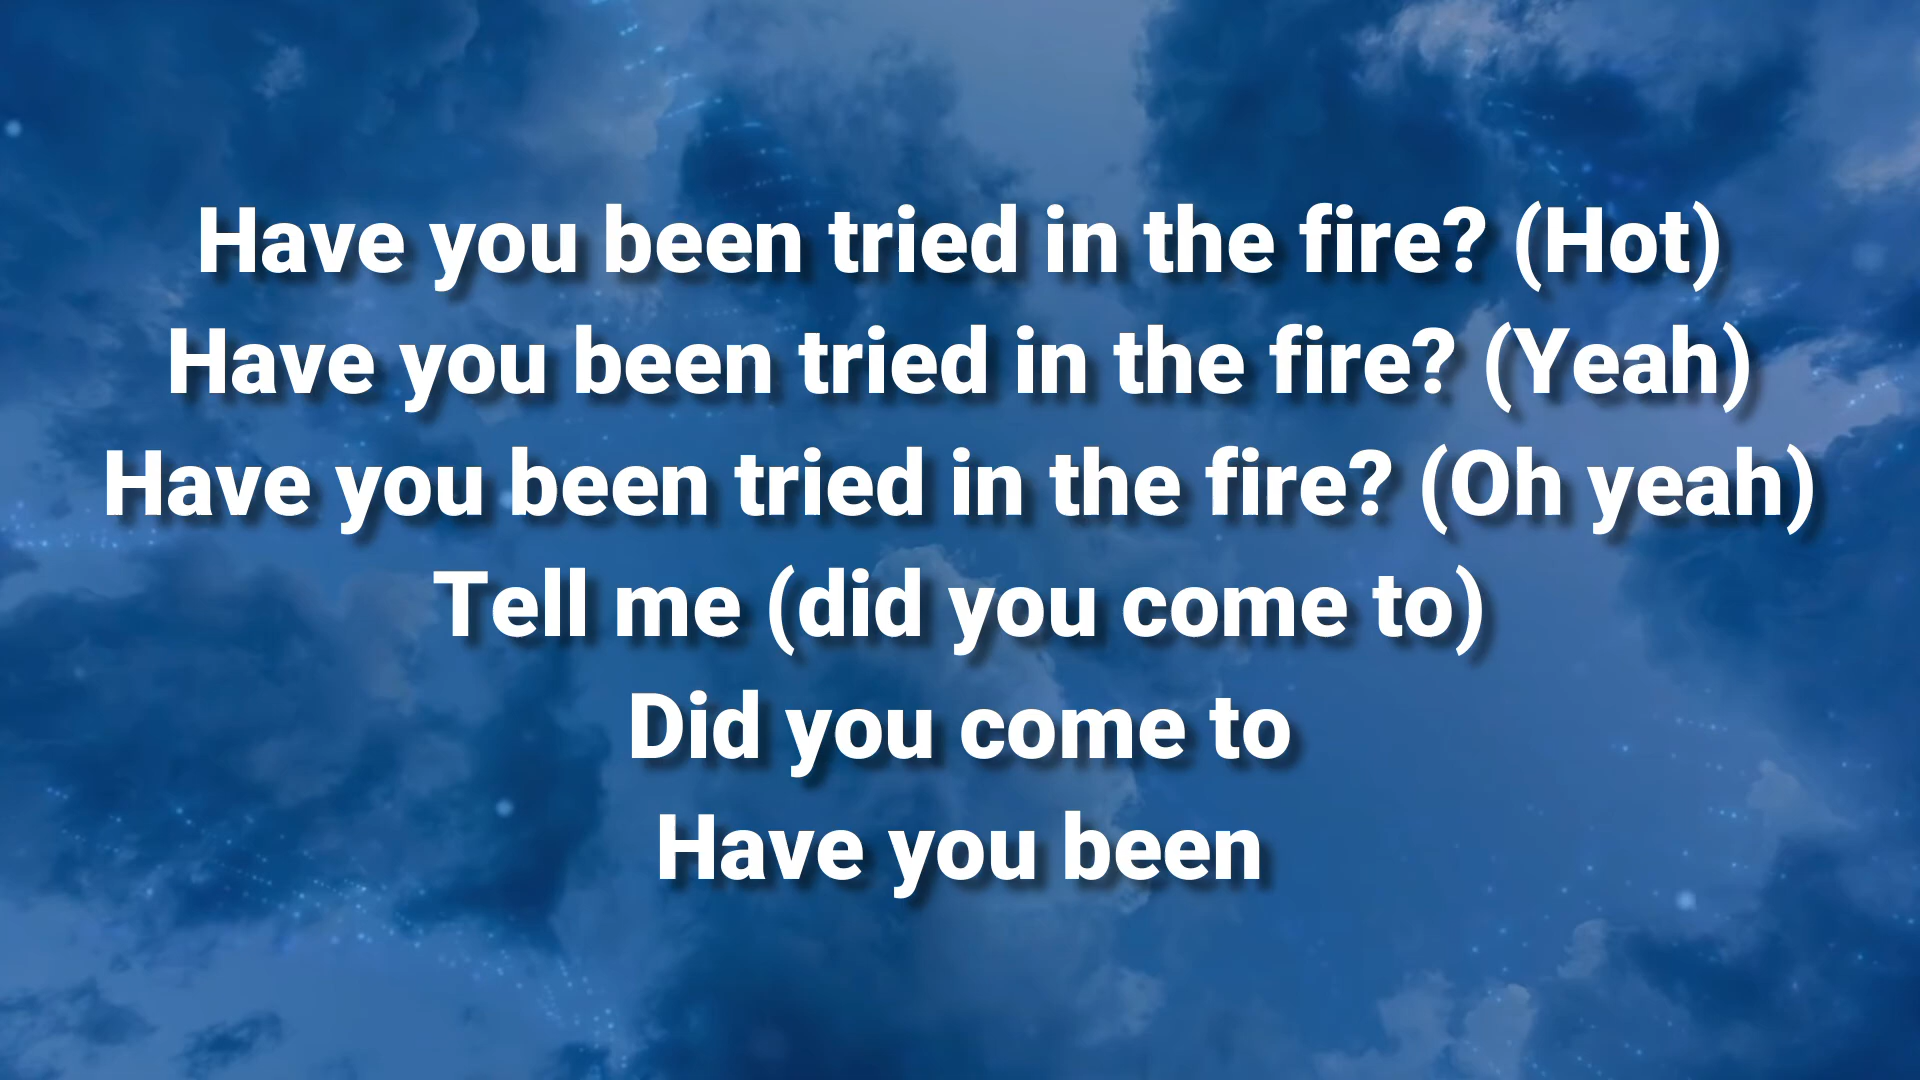 Have you been tried in the fire? (Hot)
Have you been tried in the fire? (Yeah)
Have you been tried in the fire? (Oh yeah)
Tell me (did you come to)
Did you come to
Have you been